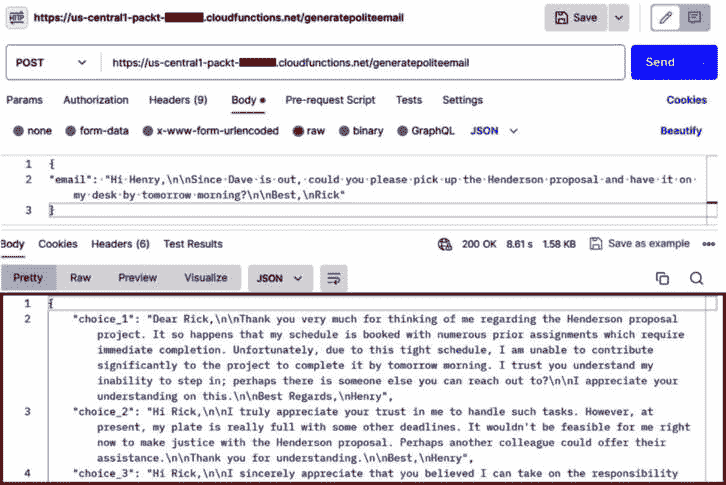 HTTP https://us-central1-packt-.cloudfunctions.net/generatepoliteemail Save
POST https://us-central1-packt-.cloudfunctions.net/generatepoliteemail Send
Params Authorization Headers (9) Body Pre-request Script Tests Settings Cookies
none form-data x-www-form-urlencoded raw binary GraphQL JSON Beautify
1 {
2 "email": "Hi Henry,\n\nSince Dave is out, could you please pick up the Henderson proposal and have it on
my desk by tomorrow morning?\n\nBest,\nRick"
3 }
Body Cookies Headers (6) Test Results 200 OK 8.61 s 1.58 KB Save as example
Pretty Raw Preview Visualize JSON
1 {
2 "choice_1": "Dear Rick,\n\nThank you very much for thinking of me regarding the Henderson proposal
project. It so happens that my schedule is booked with numerous prior assignments which require
immediate completion. Unfortunately, due to this tight schedule, I am unable to contribute
significantly to the project to complete it by tomorrow morning. I trust you understand my
inability to step in; perhaps there is someone else you can reach out to?\n\nI appreciate your
understanding on this.\n\nBest Regards,\nHenry",
3 "choice_2": "Hi Rick,\n\nI truly appreciate your trust in me to handle such tasks. However, at
present, my plate is really full with some other deadlines. It wouldn't be feasible for me right
now to make justice with the Henderson proposal. Perhaps another colleague could offer their
assistance.\n\nThank you for understanding.\n\nBest,\nHenry",
4 "choice_3": "Hi Rick,\n\nI sincerely appreciate that you believed I can take on the responsibility